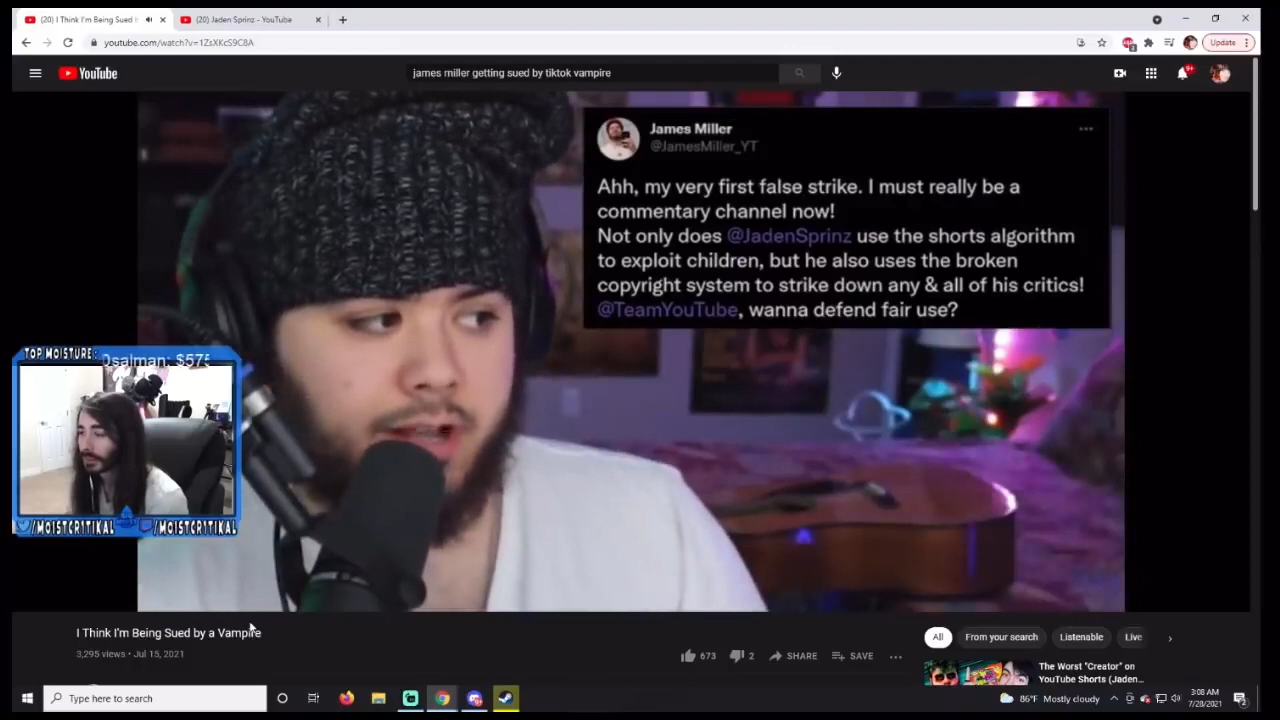 (20) I Think I'm Being Sued b
(20) Jaden Sprinz - YouTube
youtube.com/watch?v=1ZsXKcS9C8A
Update
YouTube
james miller getting sued by tiktok vampire
9+
James Miller
@JamesMiller_YT
Ahh, my very first false strike. I must really be a
commentary channel now!
Not only does @JadenSprinz use the shorts algorithm
to exploit children, but he also uses the broken
copyright system to strike down any & all of his critics!
@TeamYouTube, wanna defend fair use?
TOP MOISTURE:
salman: $575
/MOISTCR1TIKAL
/MOISTCR1TIKAL
I Think I'm Being Sued by a Vampire
3,295 views • Jul 15, 2021
673
2
SHARE
SAVE
All
From your search
Listenable
Live
The Worst "Creator" on
YouTube Shorts (Jaden...
Type here to search
86°F Mostly cloudy
3:08 AM
7/28/2021